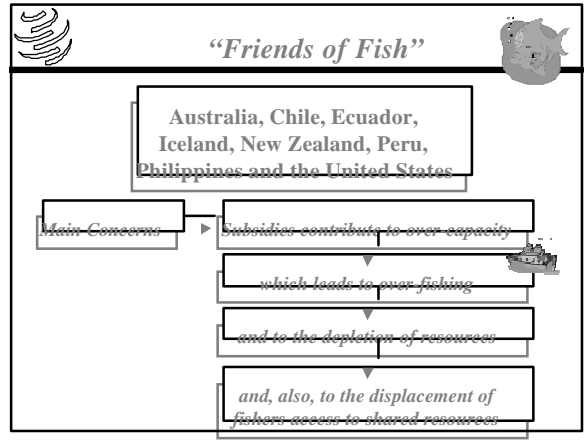 “Friends of Fish”
Australia, Chile, Ecuador,
Iceland, New Zealand, Peru,
Philippines and the United States
Main Concerns
Subsidies contribute to over-capacity
which leads to over-fishing
and to the depletion of resources
and, also, to the displacement of
fishers access to shared resources